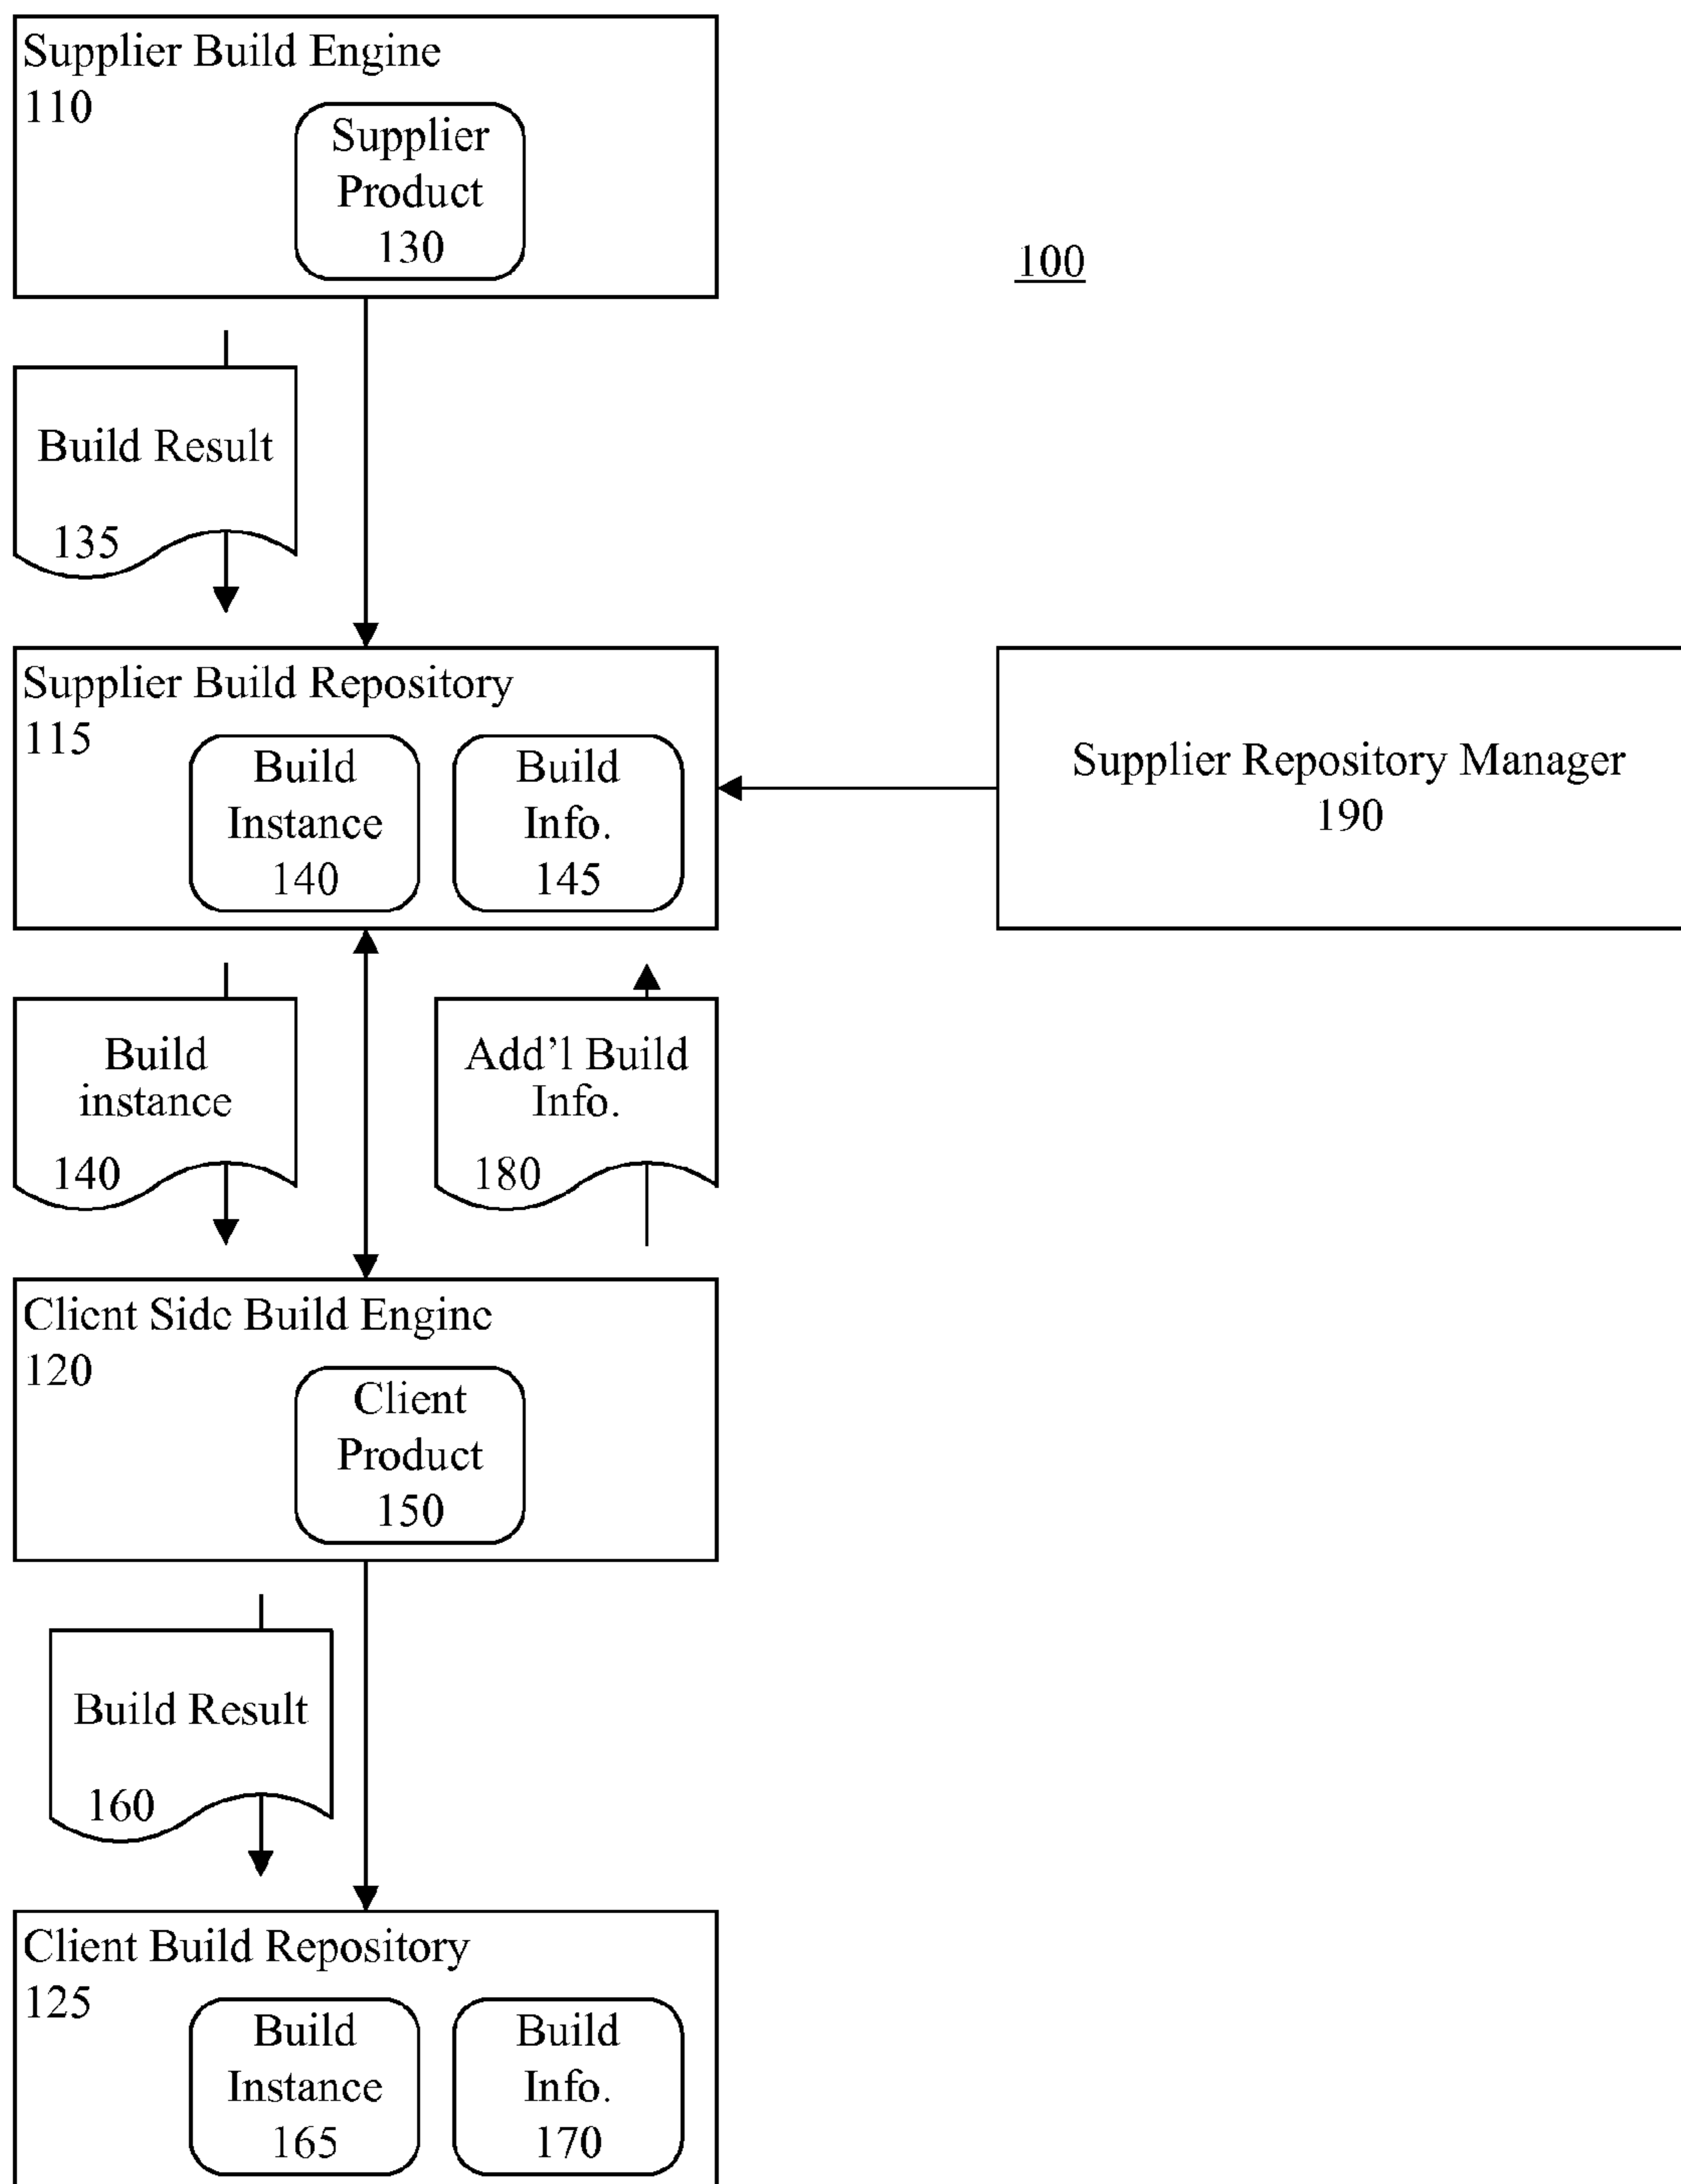 Supplier Build Engine
110
Supplier
Product
130
100
Build Result
135
Supplier Build Repository
115
Build
Instance
140
Build
Info.
145
Supplier Repository Manager
190
Build
instance
140
Add’l Build
Info.
180
Client Side Build Engine
120
Client
Product
150
Build Result
160
Client Build Repository
125
Build
Instance
165
Build
Info.
170